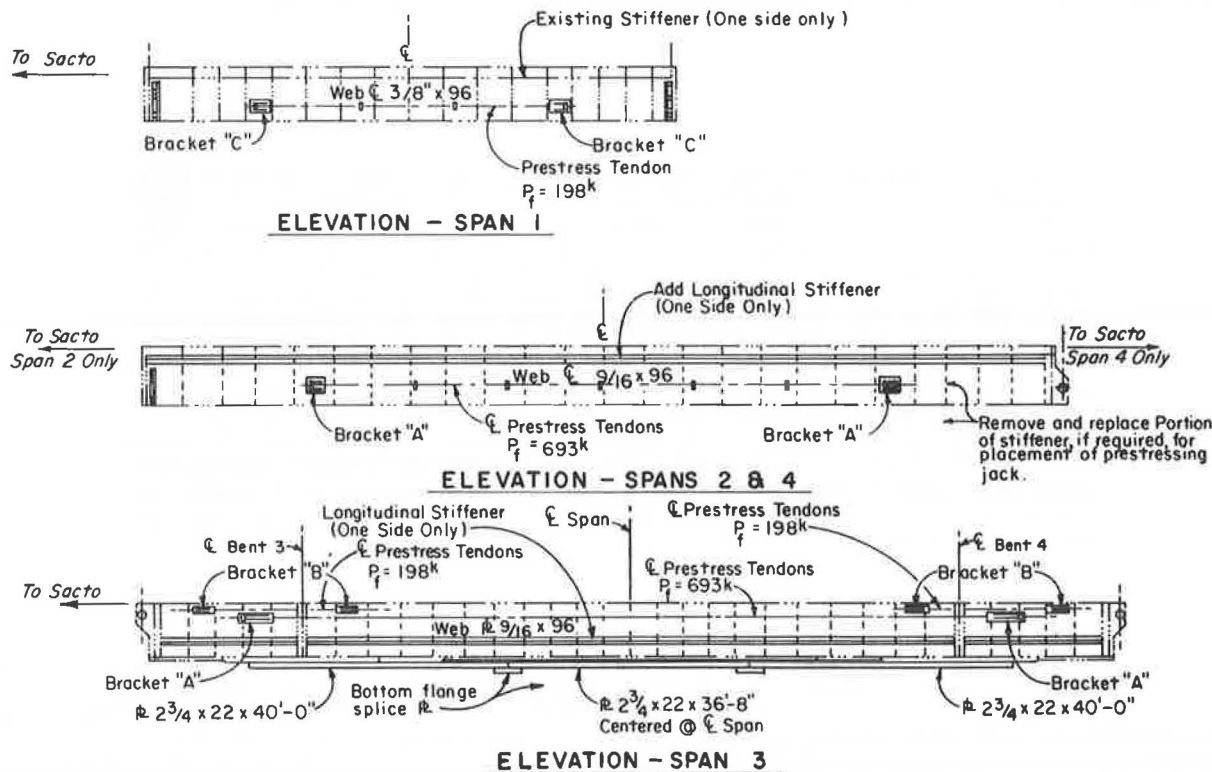 Existing Stiffener (One side only)
To Sacto
℄
Web ℄ 3/8" x 96
Bracket "C"
Bracket "C"
Prestress Tendon
Pf = 198k
ELEVATION - SPAN 1
Add Longitudinal Stiffener
(One Side Only)
℄
To Sacto
Span 2 Only
To Sacto
Span 4 Only
Web ℄ 9/16 x 96
Bracket "A"
℄ Prestress Tendons
Pf = 693k
Bracket "A"
Remove and replace Portion
of stiffener, if required, for
placement of prestressing
jack.
ELEVATION - SPANS 2 & 4
Longitudinal Stiffener
(One Side Only)
℄ Span
℄ Prestress Tendons
Pf = 198k
℄ Bent 3
℄ Prestress Tendons
Pf = 198k
℄ Bent 4
Bracket "B"
℄ Prestress Tendons
Pf = 693k
Bracket "B"
To Sacto
Web ℞ 9/16 x 96
Bracket "A"
℞ 2 3/4 x 22 x 40'-0"
Bottom flange
splice ℞
℞ 2 3/4 x 22 x 36'-8"
Centered @ ℄ Span
Bracket "A"
℞ 2 3/4 x 22 x 40'-0"
ELEVATION - SPAN 3